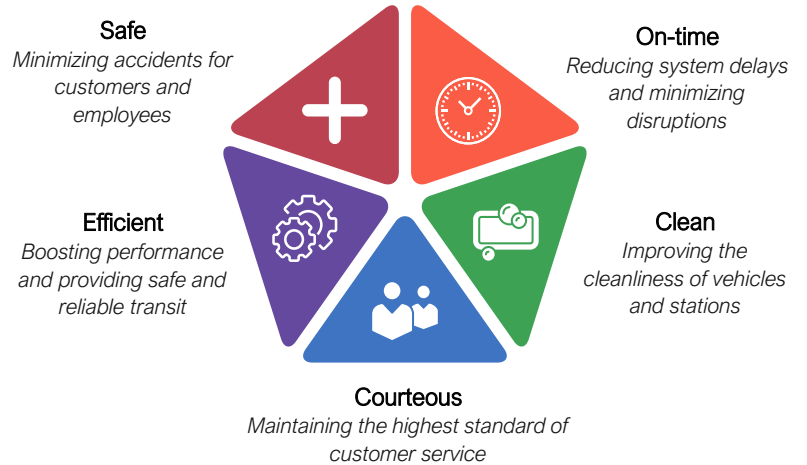 Safe
Minimizing accidents for
customers and
employees
On-time
Reducing system delays
and minimizing
disruptions
Efficient
Boosting performance
and providing safe and
reliable transit
Clean
Improving the
cleanliness of vehicles
and stations
Courteous
Maintaining the highest standard of
customer service